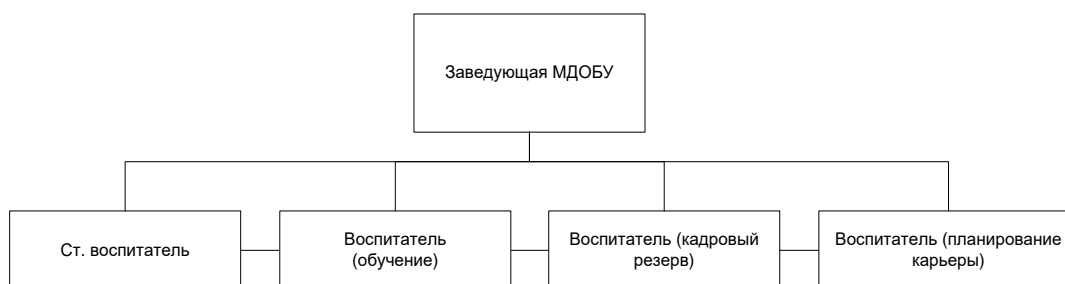 Заведующая МДОБУ
Ст. воспитатель
Воспитатель
(обучение)
Воспитатель (кадровый
резерв)
Воспитатель (планирование
карьеры)